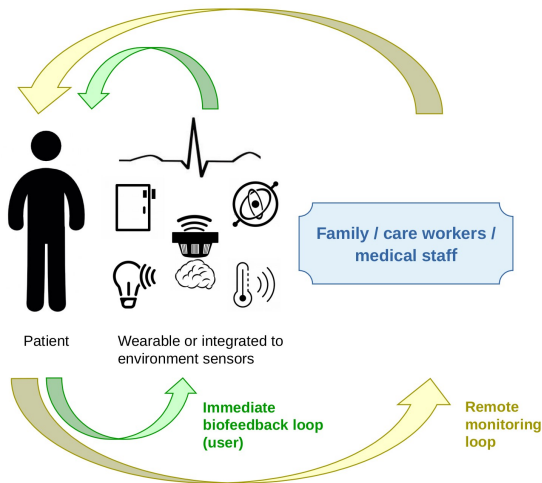 Family / care workers /
medical staff
Patient
Wearable or integrated to
environment sensors
Immediate
biofeedback loop
(user)
Remote
monitoring
loop